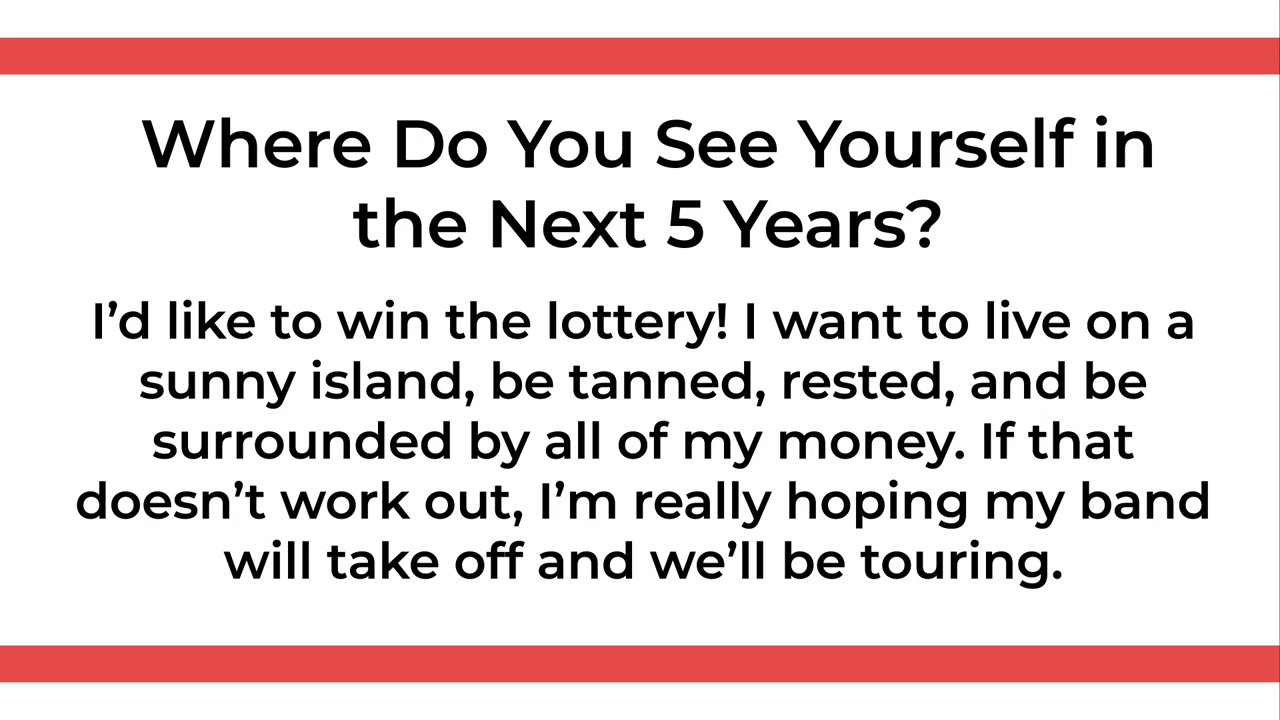 Where Do You See Yourself in
the Next 5 Years?
I’d like to win the lottery! I want to live on a
sunny island, be tanned, rested, and be
surrounded by all of my money. If that
doesn’t work out, I’m really hoping my band
will take off and we’ll be touring.